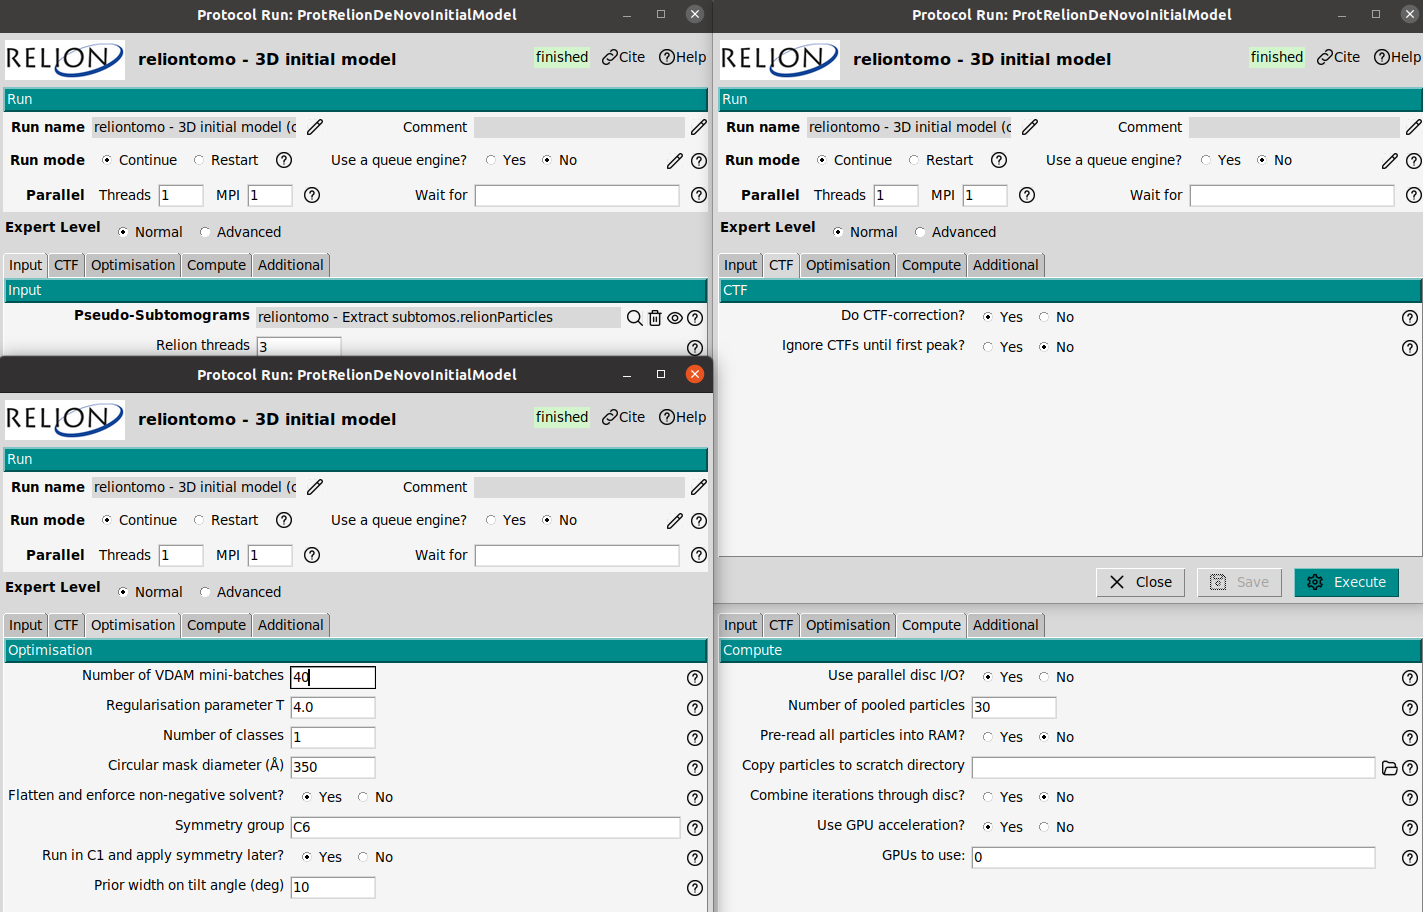 Protocol Run: ProtRelionDeNovoInitialModel
RELION reliontomo - 3D initial model finished Cite Help
Run
Run name reliontomo - 3D initial model ( Comment
Run mode Continue Restart Use a queue engine? Yes No
Parallel Threads 1 MPI 1 Wait for
Expert Level Normal Advanced
Input CTF Optimisation Compute Additional
Input
Pseudo-Subtomograms reliontomo - Extract subtomos.relionParticles
Relion threads 3
Protocol Run: ProtRelionDeNovoInitialModel
RELION reliontomo - 3D initial model finished Cite Help
Run
Run name reliontomo - 3D initial model ( Comment
Run mode Continue Restart Use a queue engine? Yes No
Parallel Threads 1 MPI 1 Wait for
Expert Level Normal Advanced
Input CTF Optimisation Compute Additional
CTF
Do CTF-correction? Yes No
Ignore CTFs until first peak? Yes No
Close Save Execute
Protocol Run: ProtRelionDeNovoInitialModel
RELION reliontomo - 3D initial model finished Cite Help
Run
Run name reliontomo - 3D initial model ( Comment
Run mode Continue Restart Use a queue engine? Yes No
Parallel Threads 1 MPI 1 Wait for
Expert Level Normal Advanced
Input CTF Optimisation Compute Additional
Optimisation
Number of VDAM mini-batches 40
Regularisation parameter T 4.0
Number of classes 1
Circular mask diameter (Å) 350
Flatten and enforce non-negative solvent? Yes No
Symmetry group C6
Run in C1 and apply symmetry later? Yes No
Prior width on tilt angle (deg) 10
Input CTF Optimisation Compute Additional
Compute
Use parallel disc I/O? Yes No
Number of pooled particles 30
Pre-read all particles into RAM? Yes No
Copy particles to scratch directory
Combine iterations through disc? Yes No
Use GPU acceleration? Yes No
GPUs to use: 0